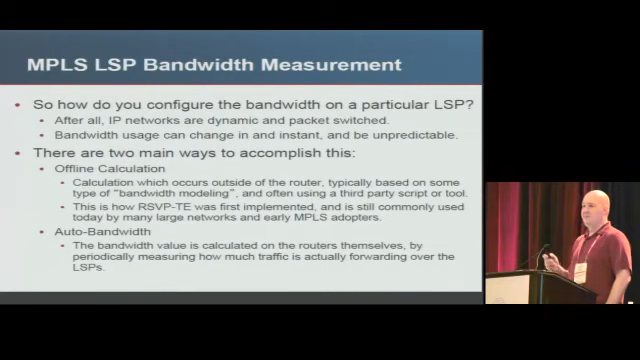 MPLS LSP Bandwidth Measurement
So how do you configure the bandwidth on a particular LSP?
After all, IP networks are dynamic and packet switched.
Bandwidth usage can change in and instant, and be unpredictable.
There are two main ways to accomplish this:
Offline Calculation
Calculation which occurs outside of the router, typically based on some
type of "bandwidth modeling", and often using a third party script or tool.
This is how RSVP-TE was first implemented, and is still commonly used
today by many large networks and early MPLS adopters.
Auto-Bandwidth
The bandwidth value is calculated on the routers themselves, by
periodically measuring how much traffic is actually forwarding over the
LSPs.